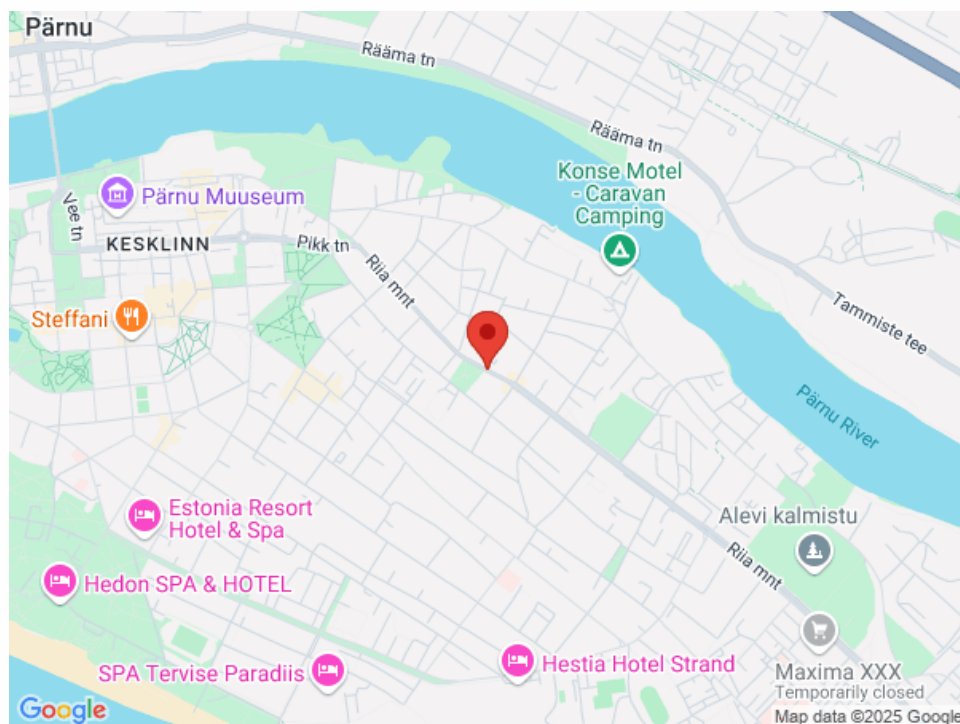 Pärnu
Rääma tn
Rääma tn
Konse Motel
- Caravan
Camping
Pärnu Muuseum
Vee tn
KESKLINN
Pikk tn
Riia mnt
Steffani
Tammiste tee
Pärnu River
Estonia Resort
Hotel & Spa
Alevi kalmistu
Riia mnt
Hedon SPA & HOTEL
SPA Tervise Paradiis
Hestia Hotel Strand
Maxima XXX
Temporarily closed
Google
Map data ©2025 Google